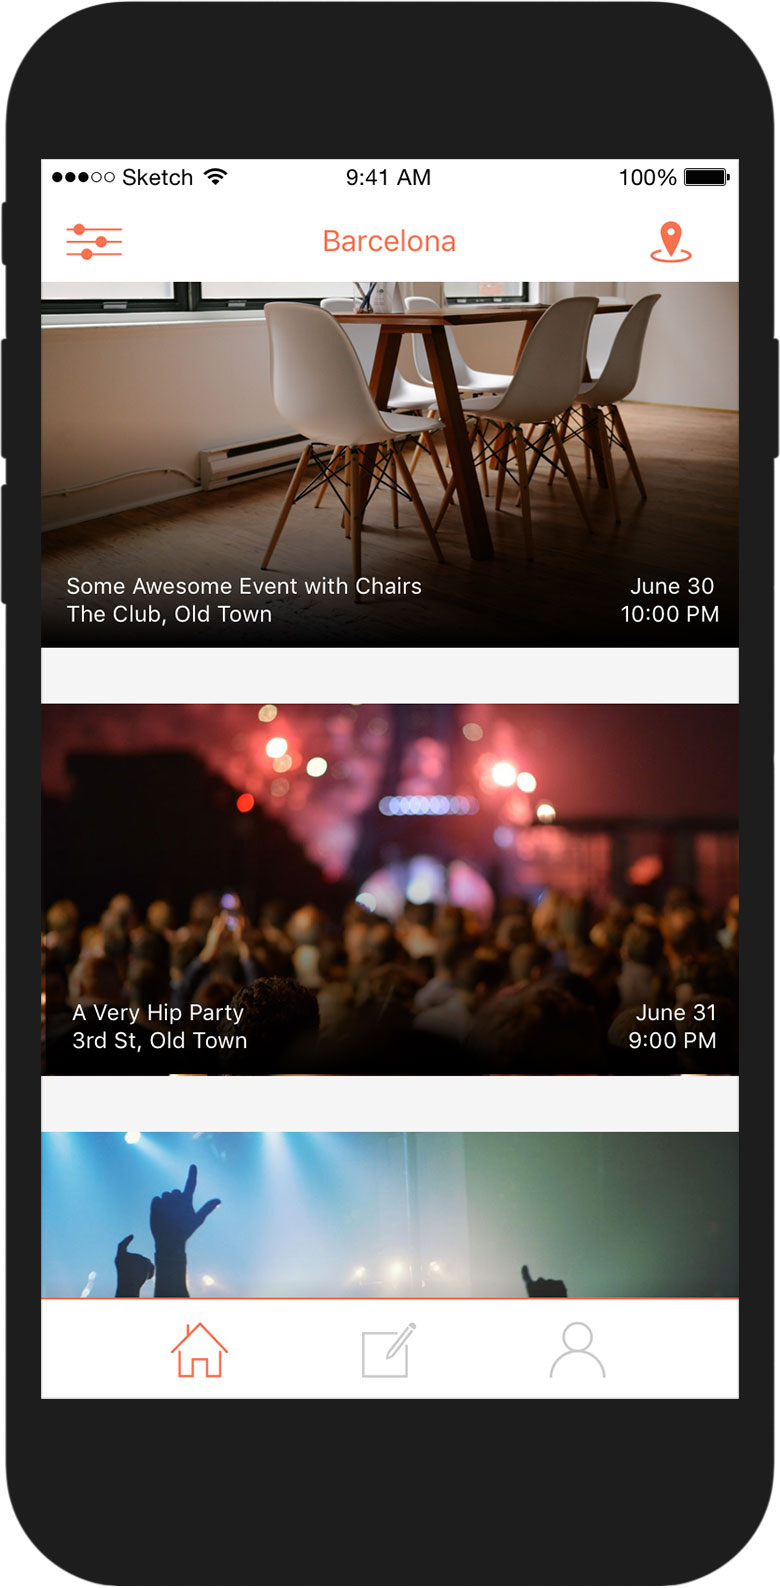 Sketch 9:41 AM 100%
Barcelona
Some Awesome Event with Chairs June 30
The Club, Old Town 10:00 PM
A Very Hip Party June 31
3rd St, Old Town 9:00 PM